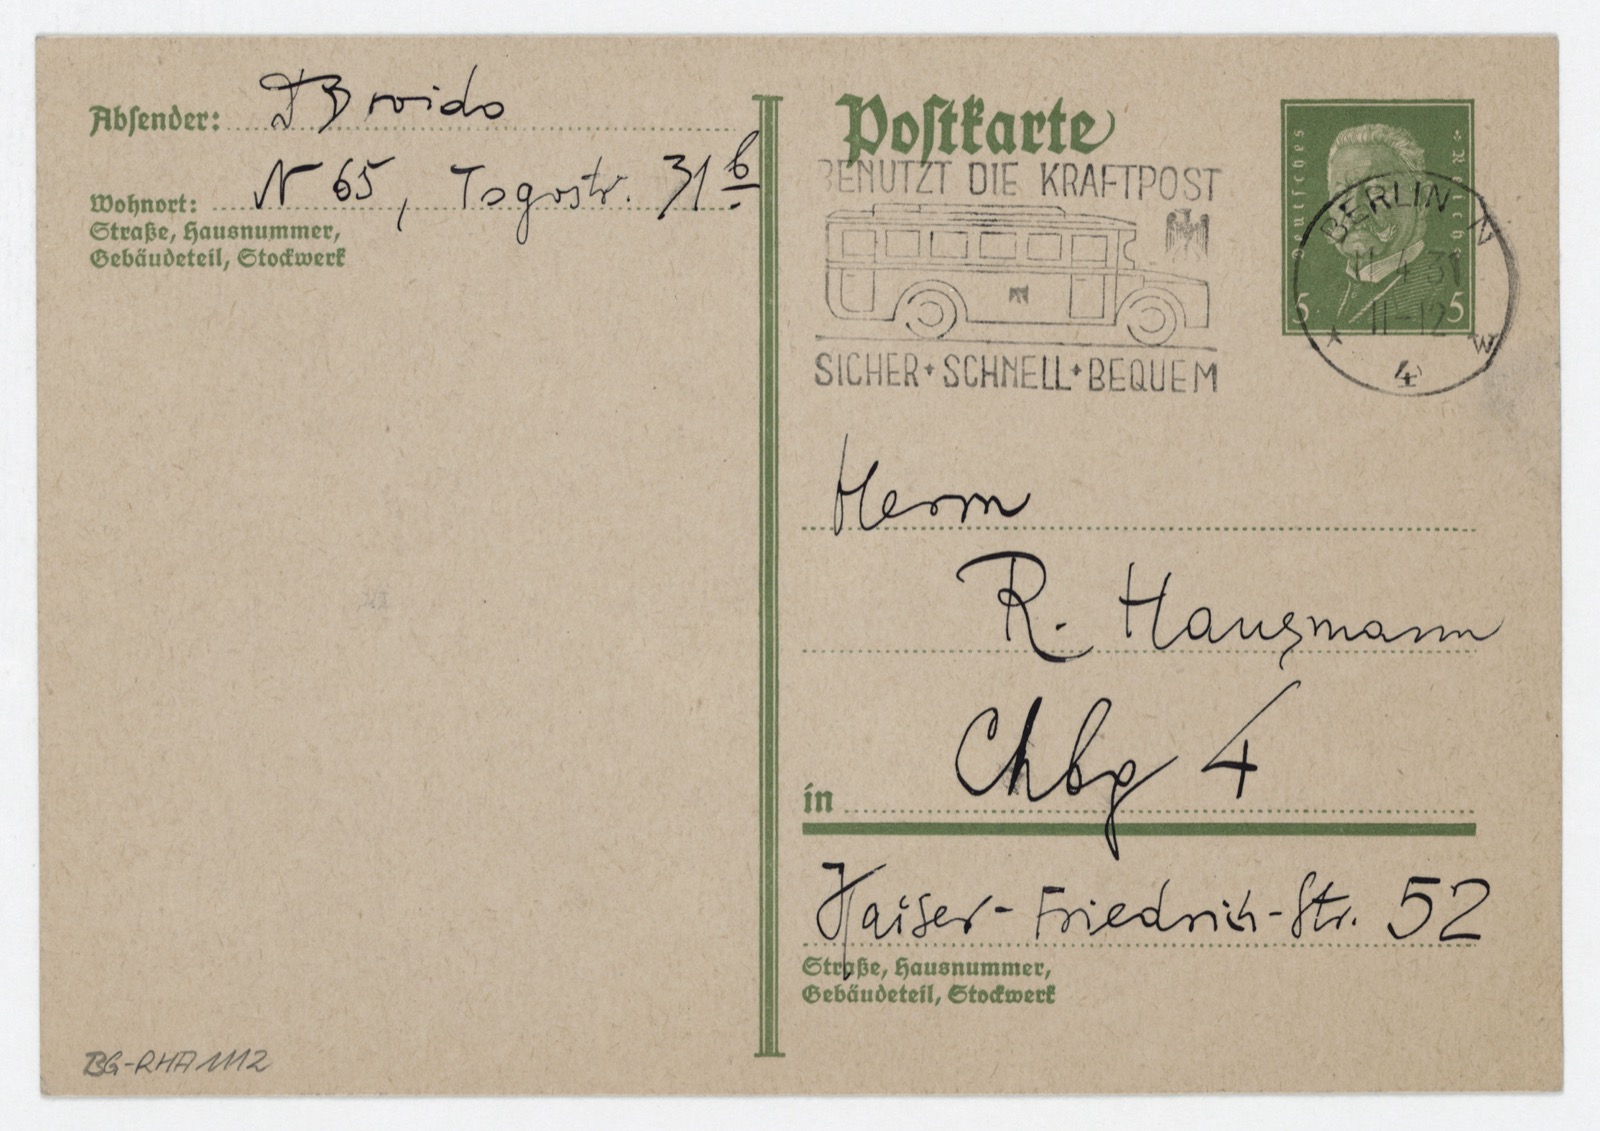 Absender: D Broido
Wohnort: N 65, Togostr. 31 b
Straße, Hausnummer,
Gebäudeteil, Stockwerk
Postkarte
BENUTZT DIE KRAFTPOST
SICHER + SCHNELL + BEQUEM
Deutsches Reich
5 5
BERLIN N
11.4.31
11-12
* 4 w
Herrn
R. Hausmann
in Chbg 4
Kaiser-Friedrich-Str. 52
Straße, Hausnummer,
Gebäudeteil, Stockwerk
BG-RHA 1112